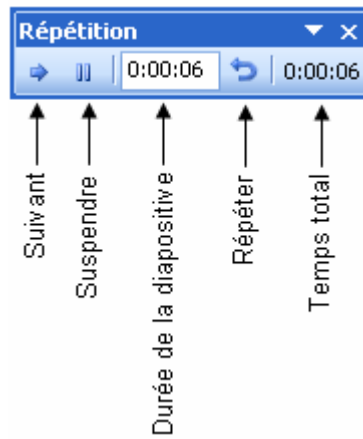 Répétition
0:00:06
0:00:06
Suivant
Suspendre
Durée de la diapositive
Répéter
Temps total